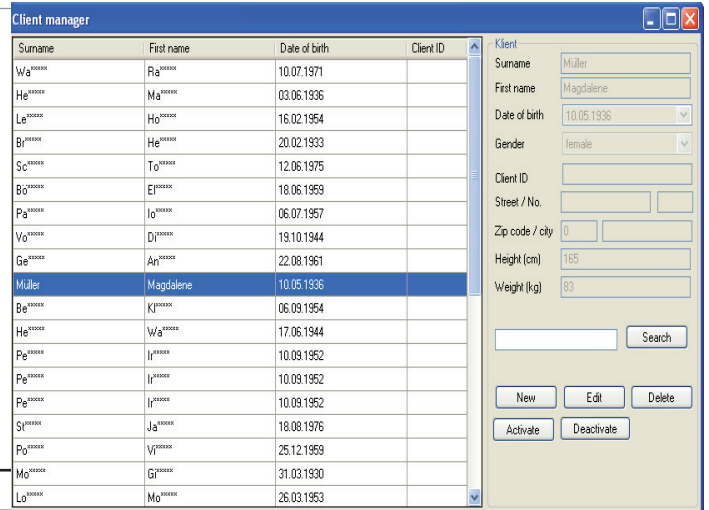 Client manager
Surname First name Date of birth Client ID
Wa***** Ra***** 10.07.1971
He***** Ma***** 03.06.1936
Le***** Ho***** 16.02.1954
Br***** He***** 20.02.1933
Sc***** To***** 12.06.1975
Bö***** El***** 18.06.1959
Pa***** Io***** 06.07.1957
Vo***** Di***** 19.10.1944
Ge***** An***** 22.08.1961
Müller Magdalene 10.05.1936
Be***** Kl***** 06.09.1954
He***** Wa***** 17.06.1944
Pe***** Ir***** 10.09.1952
Pe***** Ir***** 10.09.1952
Pe***** Ir***** 10.09.1952
St***** Ja***** 18.08.1976
Po***** Vi***** 25.12.1959
Mo***** Gi***** 31.03.1930
Lo***** Mo***** 26.03.1953
Klient
Surname Müller
First name Magdalene
Date of birth 10.05.1936
Gender female
Client ID
Street / No.
Zip code / city 0
Height (cm) 165
Weight (kg) 83
Search
New Edit Delete
Activate Deactivate